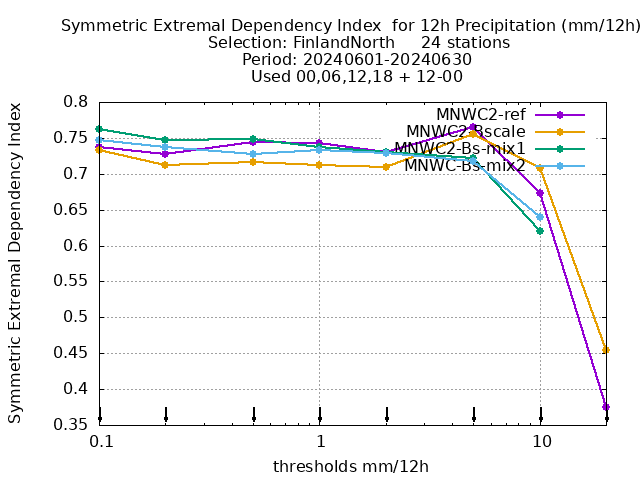 Symmetric Extremal Dependency Index  for 12h Precipitation (mm/12h)
Selection: FinlandNorth     24 stations
Period: 20240601-20240630
Used 00,06,12,18 + 12-00
Symmetric Extremal Dependency Index
0.8
0.75
0.7
0.65
0.6
0.55
0.5
0.45
0.4
0.35
MNWC2-ref
MNWC2-Bscale
MNWC2-Bs-mix1
MNWC-Bs-mix2
0.1
1
10
thresholds mm/12h